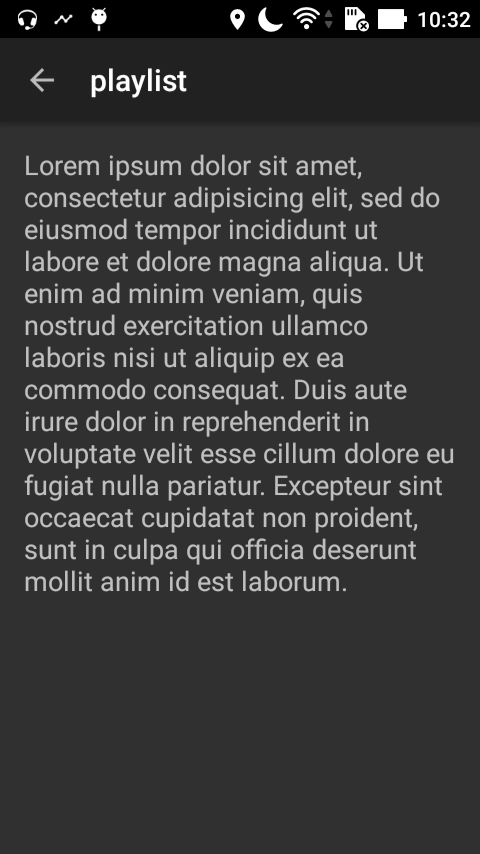 10:32
playlist
Lorem ipsum dolor sit amet,
consectetur adipisicing elit, sed do
eiusmod tempor incididunt ut
labore et dolore magna aliqua. Ut
enim ad minim veniam, quis
nostrud exercitation ullamco
laboris nisi ut aliquip ex ea
commodo consequat. Duis aute
irure dolor in reprehenderit in
voluptate velit esse cillum dolore eu
fugiat nulla pariatur. Excepteur sint
occaecat cupidatat non proident,
sunt in culpa qui officia deserunt
mollit anim id est laborum.